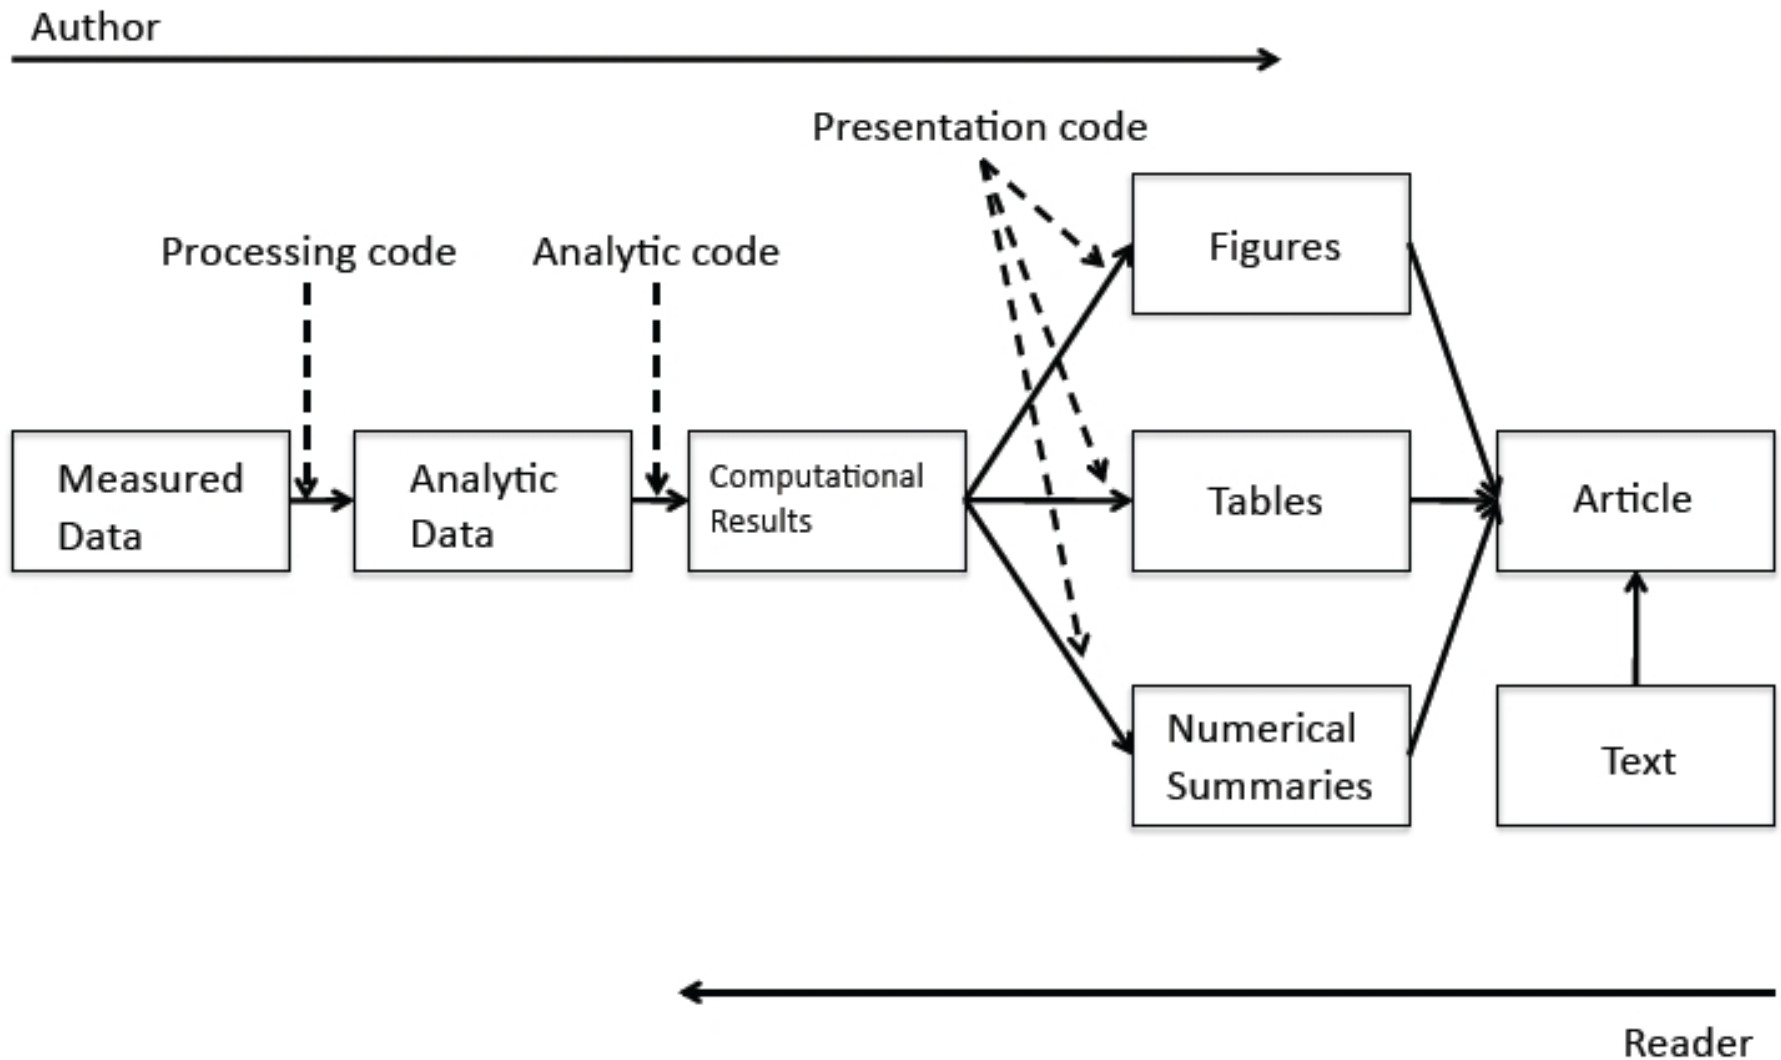 Author
Presentation code
Processing code
Analytic code
Figures
Measured
Data
Analytic
Data
Computational
Results
Tables
Article
Numerical
Summaries
Text
Reader